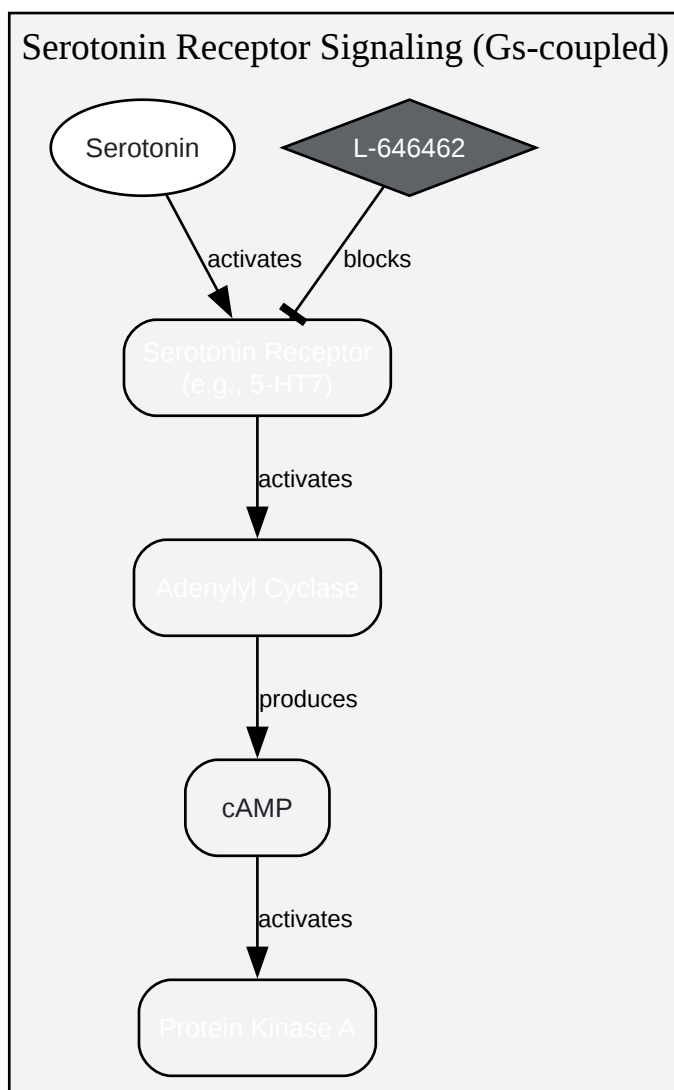 Serotonin Receptor Signaling (Gs-coupled)
Serotonin
L-646462
activates
blocks
Serotonin Receptor
(e.g., 5-HT7)
activates
Adenylyl Cyclase
produces
cAMP
activates
Protein Kinase A